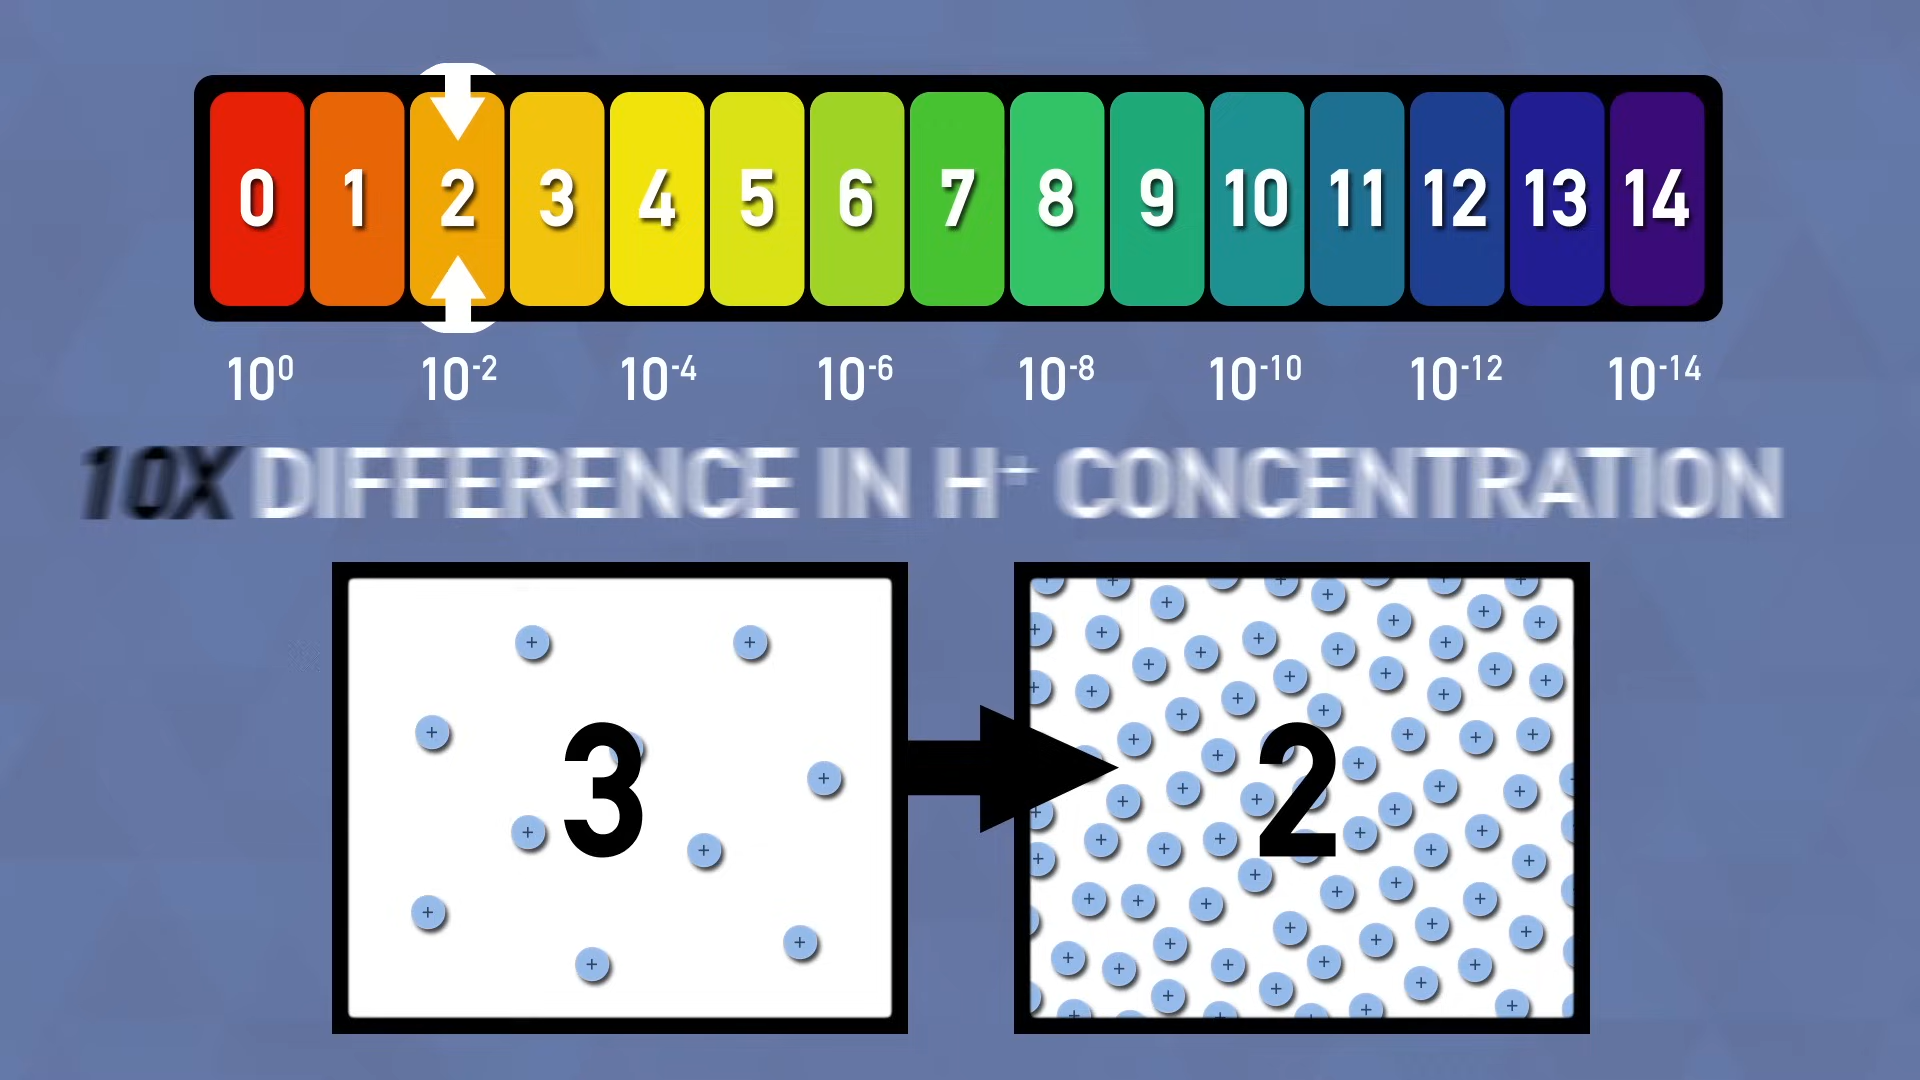 0 1 2 3 4 5 6 7 8 9 10 11 12 13 14
10⁰ 10⁻² 10⁻⁴ 10⁻⁶ 10⁻⁸ 10⁻¹⁰ 10⁻¹² 10⁻¹⁴
10X DIFFERENCE IN H⁺ CONCENTRATION
3 2